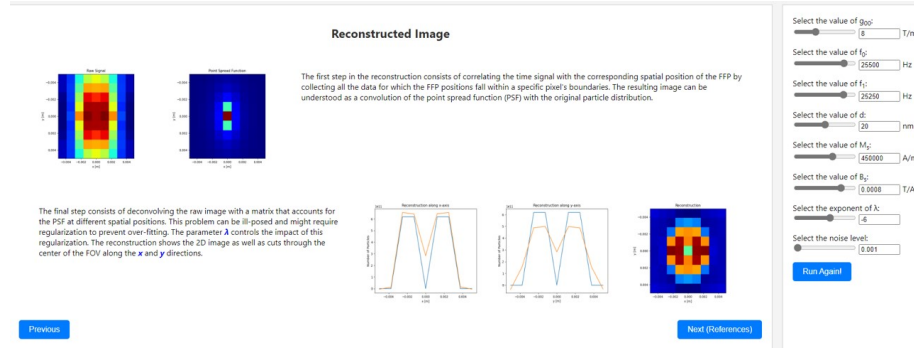 Reconstructed Image
Raw Signal
Point Spread Function
The first step in the reconstruction consists of correlating the time signal with the corresponding spatial position of the FFP by
collecting all the data for which the FFP positions fall within a specific pixel's boundaries. The resulting image can be
understood as a convolution of the point spread function (PSF) with the original particle distribution.
The final step consists of deconvolving the raw image with a matrix that accounts for
the PSF at different spatial positions. This problem can be ill-posed and might require
regularization to prevent over-fitting. The parameter λ controls the impact of this
regularization. The reconstruction shows the 2D image as well as cuts through the
center of the FOV along the x and y directions.
Reconstruction along x-axis
Reconstruction along y-axis
Reconstruction
Previous
Next (References)
Select the value of g₀₀:
8 T/m
Select the value of f₀:
25500 Hz
Select the value of f₁:
25250 Hz
Select the value of d:
20 nm
Select the value of Mₛ:
450000
Select the value of Bₛ:
0.0008
Select the exponent of λ:
-6
Select the noise level:
0.001
Run Again!